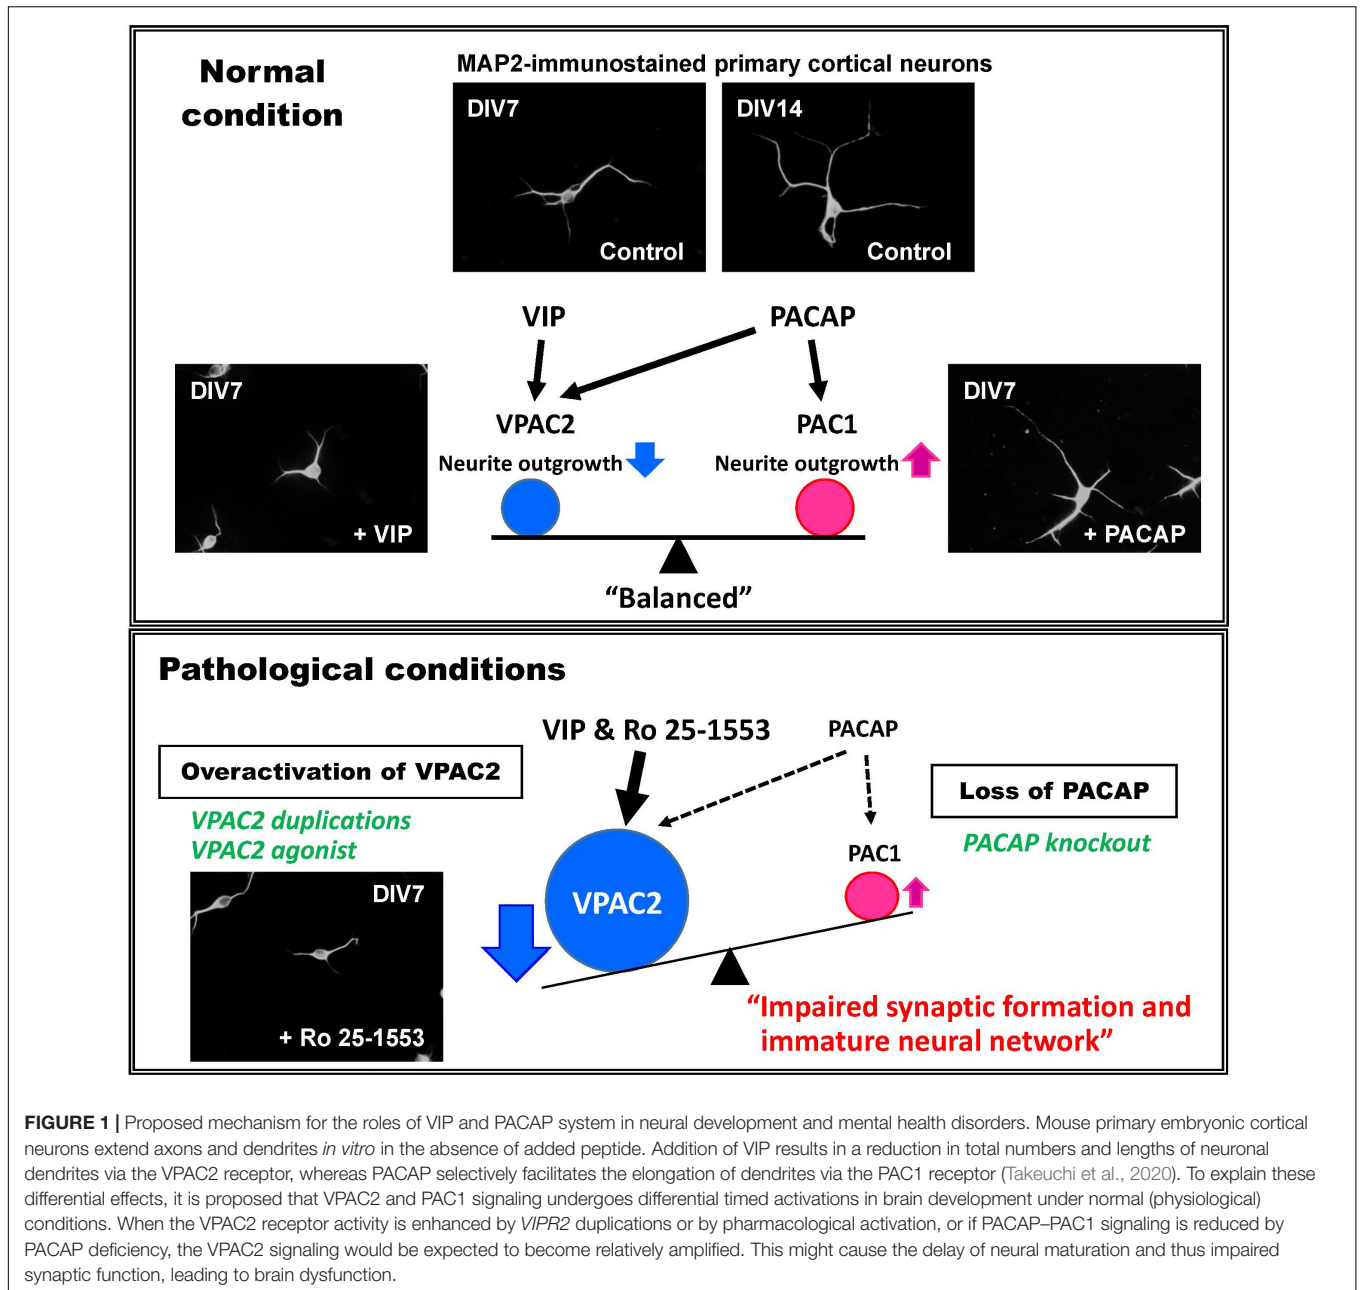 Normal
condition
MAP2-immunostained primary cortical neurons
DIV7
Control
DIV14
Control
VIP
PACAP
DIV7
+ VIP
VPAC2
Neurite outgrowth
PAC1
Neurite outgrowth
DIV7
+ PACAP
“Balanced”
Pathological conditions
VIP & Ro 25-1553
PACAP
Overactivation of VPAC2
VPAC2 duplications
VPAC2 agonist
Loss of PACAP
PACAP knockout
DIV7
+ Ro 25-1553
VPAC2
PAC1
“Impaired synaptic formation and
immature neural network”
FIGURE 1 | Proposed mechanism for the roles of VIP and PACAP system in neural development and mental health disorders. Mouse primary embryonic cortical
neurons extend axons and dendrites in vitro in the absence of added peptide. Addition of VIP results in a reduction in total numbers and lengths of neuronal
dendrites via the VPAC2 receptor, whereas PACAP selectively facilitates the elongation of dendrites via the PAC1 receptor (Takeuchi et al., 2020). To explain these
differential effects, it is proposed that VPAC2 and PAC1 signaling undergoes differential timed activations in brain development under normal (physiological)
conditions. When the VPAC2 receptor activity is enhanced by VIPR2 duplications or by pharmacological activation, or if PACAP–PAC1 signaling is reduced by
PACAP deficiency, the VPAC2 signaling would be expected to become relatively amplified. This might cause the delay of neural maturation and thus impaired
synaptic function, leading to brain dysfunction.